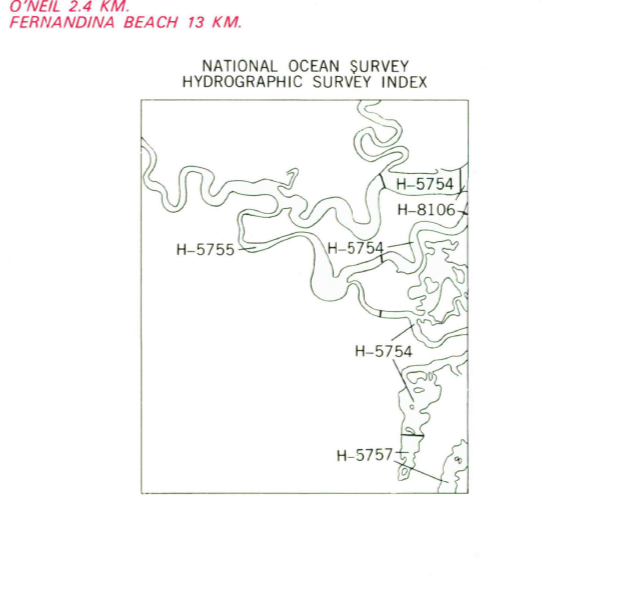 O'NEIL 2.4 KM.
FERNANDINA BEACH 13 KM.
NATIONAL OCEAN SURVEY
HYDROGRAPHIC SURVEY INDEX
H–5754
H–8106
H–5755
H–5754
H–5754
H–5757